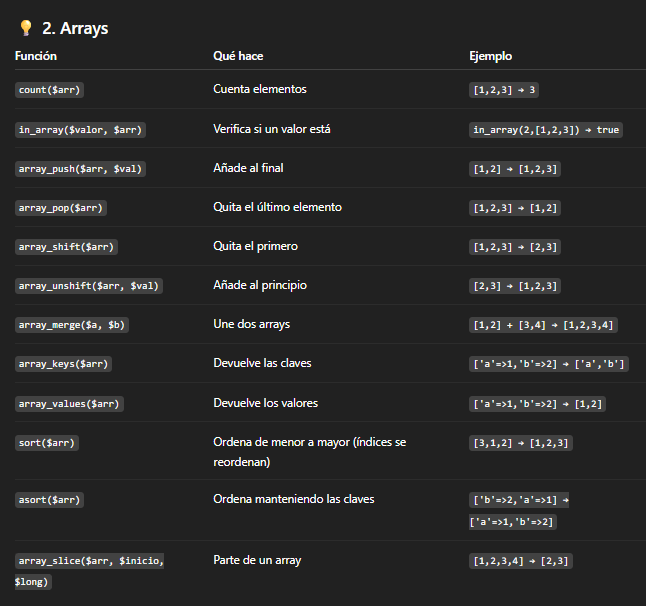 💡 2. Arrays
Función Qué hace Ejemplo
count($arr) Cuenta elementos [1,2,3] → 3
in_array($valor, $arr) Verifica si un valor está in_array(2,[1,2,3]) → true
array_push($arr, $val) Añade al final [1,2] → [1,2,3]
array_pop($arr) Quita el último elemento [1,2,3] → [1,2]
array_shift($arr) Quita el primero [1,2,3] → [2,3]
array_unshift($arr, $val) Añade al principio [2,3] → [1,2,3]
array_merge($a, $b) Une dos arrays [1,2] + [3,4] → [1,2,3,4]
array_keys($arr) Devuelve las claves ['a'=>1,'b'=>2] → ['a','b']
array_values($arr) Devuelve los valores ['a'=>1,'b'=>2] → [1,2]
sort($arr) Ordena de menor a mayor (índices se [3,1,2] → [1,2,3]
reordenan)
asort($arr) Ordena manteniendo las claves ['b'=>2,'a'=>1] →
['a'=>1,'b'=>2]
array_slice($arr, $inicio, Parte de un array [1,2,3,4] → [2,3]
$long)